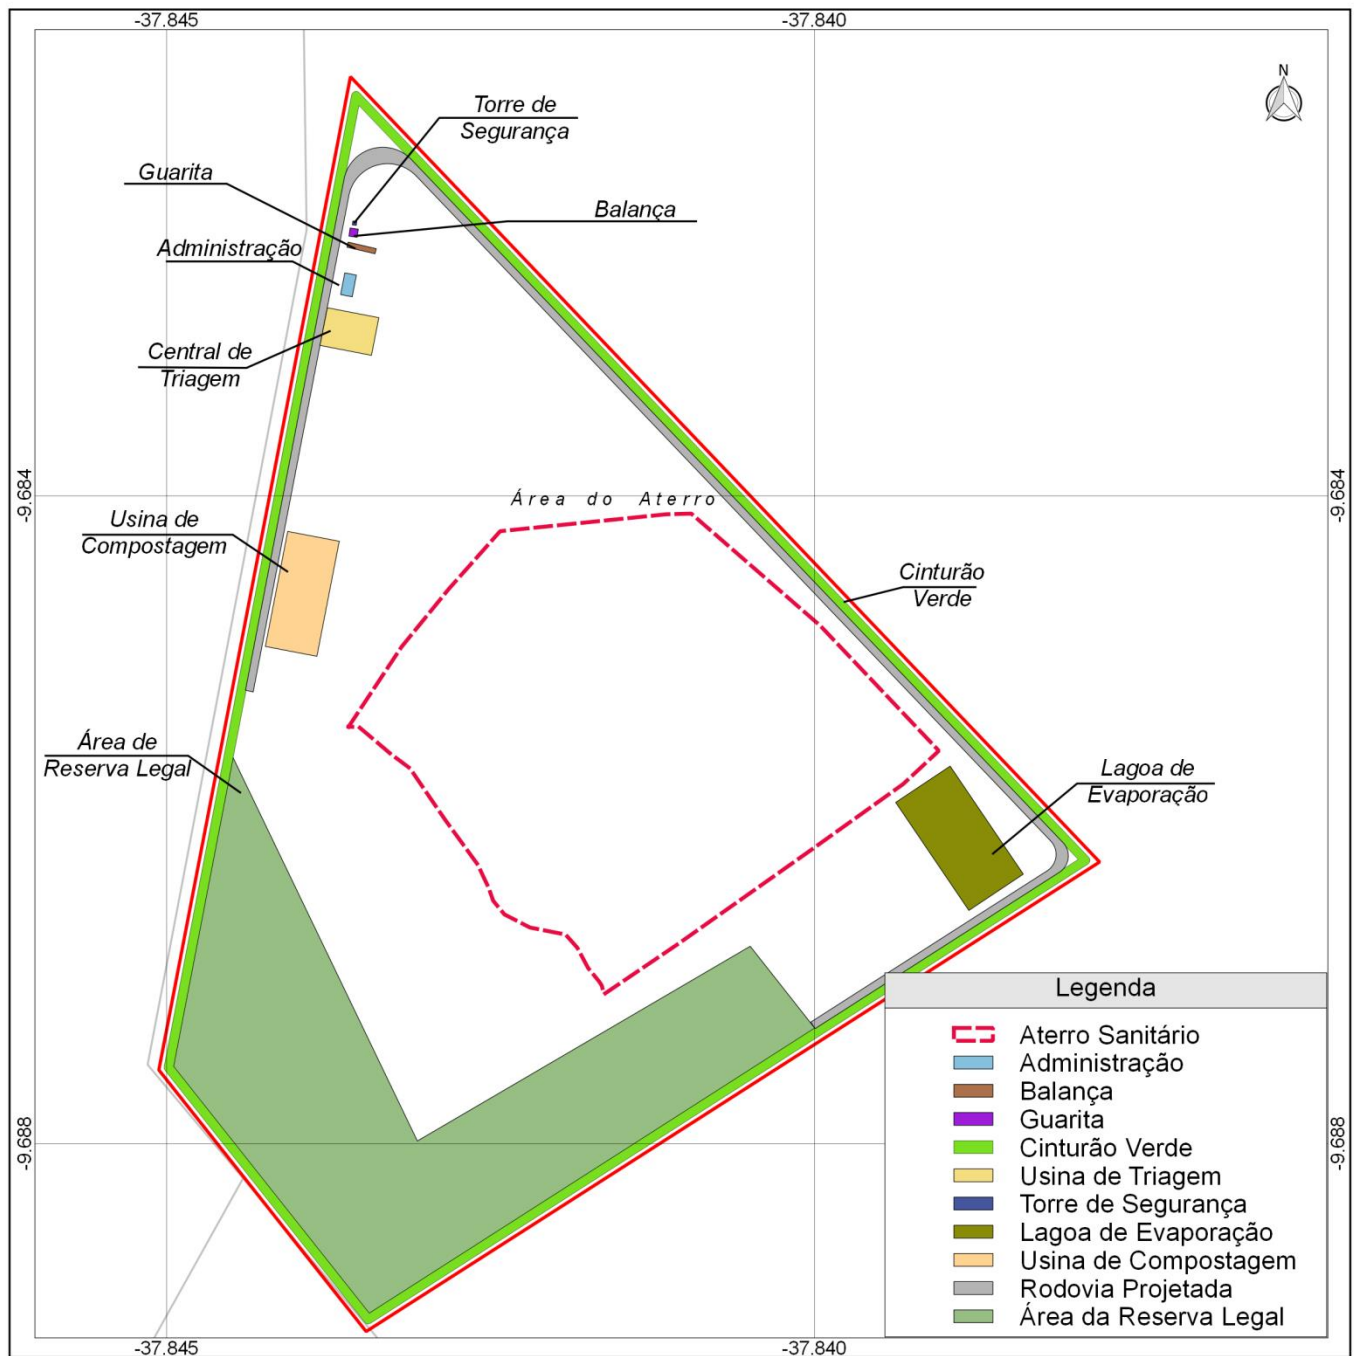 -37.845
-37.840
N
Torre de
Segurança
Guarita
Balança
Administração
Central de
Triagem
-9.684
-9.684
Área do Aterro
Usina de
Compostagem
Cinturão
Verde
Área de
Reserva Legal
Lagoa de
Evaporação
Legenda
Aterro Sanitário
Administração
Balança
Guarita
Cinturão Verde
Usina de Triagem
Torre de Segurança
Lagoa de Evaporação
Usina de Compostagem
Rodovia Projetada
Área da Reserva Legal
-9.688
-9.688
-37.845
-37.840